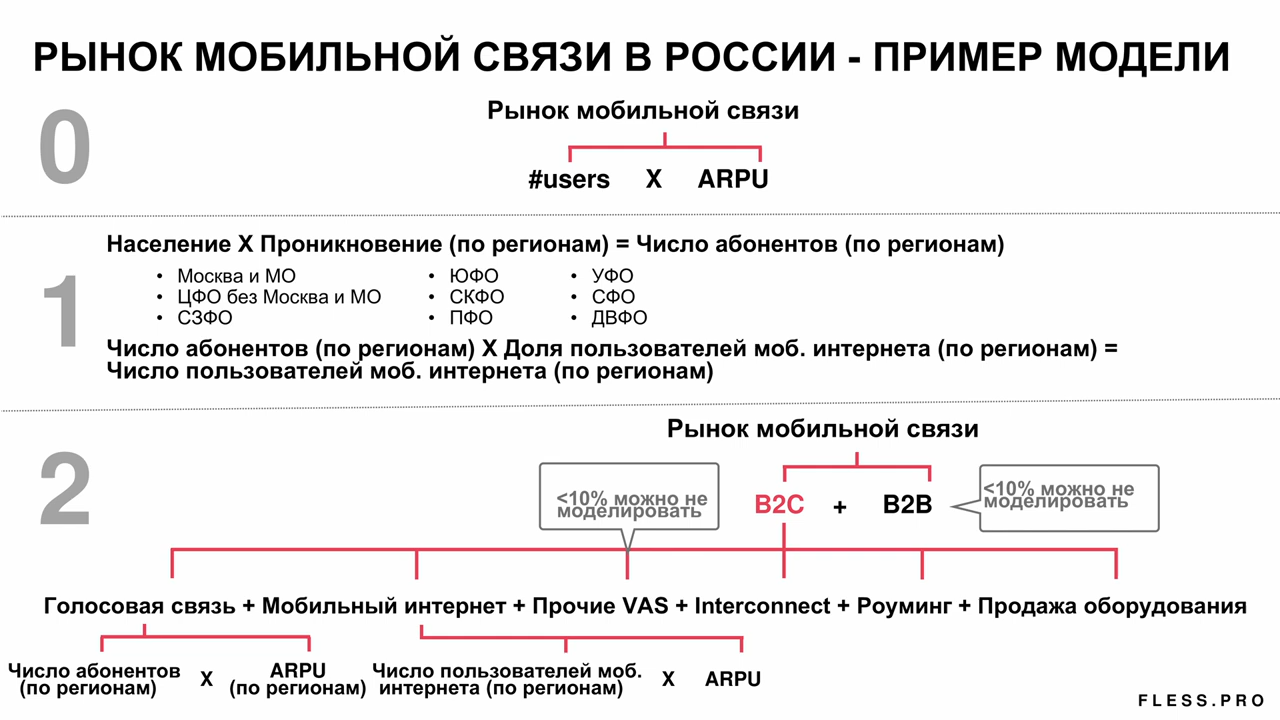 РЫНОК МОБИЛЬНОЙ СВЯЗИ В РОССИИ - ПРИМЕР МОДЕЛИ
0
Рынок мобильной связи
#users X ARPU
1
Население X Проникновение (по регионам) = Число абонентов (по регионам)
• Москва и МО • ЮФО • УФО
• ЦФО без Москва и МО • СКФО • СФО
• СЗФО • ПФО • ДВФО
Число абонентов (по регионам) X Доля пользователей моб. интернета (по регионам) =
Число пользователей моб. интернета (по регионам)
2
Рынок мобильной связи
<10% можно не
моделировать
B2C + B2B
<10% можно не
моделировать
Голосовая связь + Мобильный интернет + Прочие VAS + Interconnect + Роуминг + Продажа оборудования
Число абонентов
(по регионам)
X
ARPU
(по регионам)
Число пользователей моб.
интернета (по регионам)
X
ARPU
FLESS.PRO